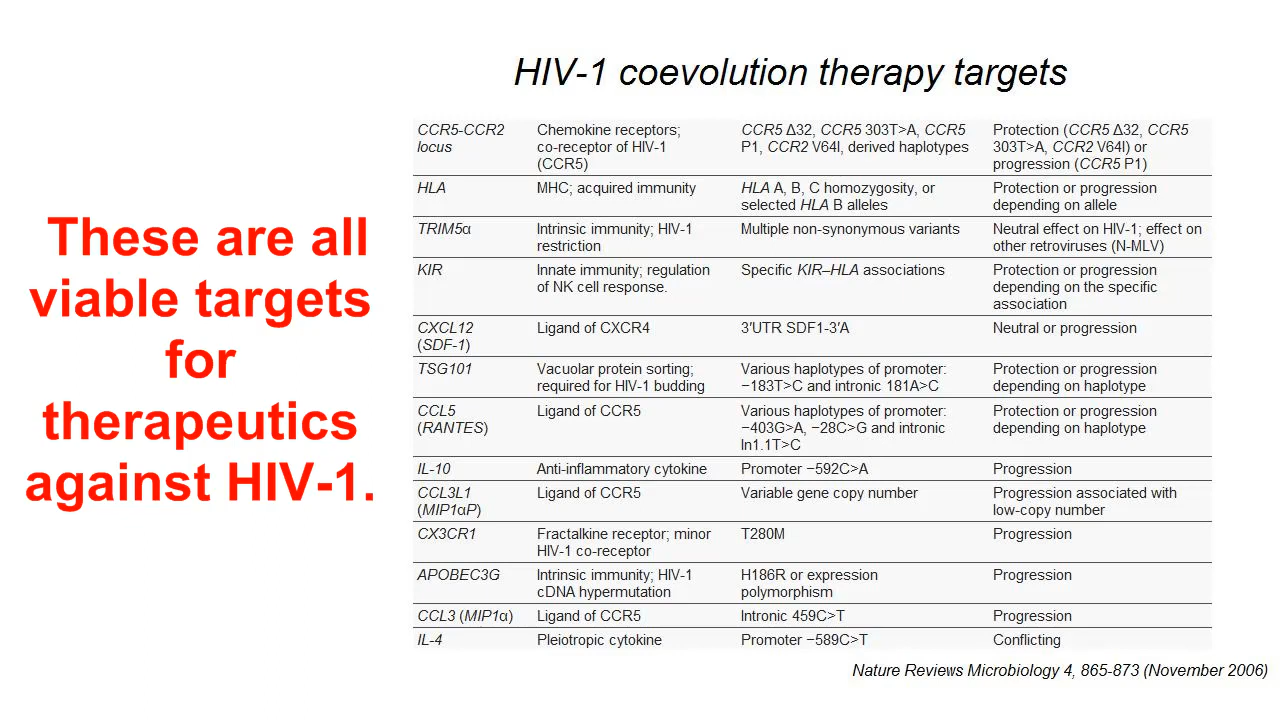 HIV-1 coevolution therapy targets
These are all
viable targets
for
therapeutics
against HIV-1.
CCR5-CCR2 locus	Chemokine receptors; co-receptor of HIV-1 (CCR5)	CCR5 Δ32, CCR5 303T>A, CCR5 P1, CCR2 V64I, derived haplotypes	Protection (CCR5 Δ32, CCR5 303T>A, CCR2 V64I) or progression (CCR5 P1)
HLA	MHC; acquired immunity	HLA A, B, C homozygosity, or selected HLA B alleles	Protection or progression depending on allele
TRIM5α	Intrinsic immunity; HIV-1 restriction	Multiple non-synonymous variants	Neutral effect on HIV-1; effect on other retroviruses (N-MLV)
KIR	Innate immunity; regulation of NK cell response.	Specific KIR–HLA associations	Protection or progression depending on the specific association
CXCL12 (SDF-1)	Ligand of CXCR4	3′UTR SDF1-3′A	Neutral or progression
TSG101	Vacuolar protein sorting; required for HIV-1 budding	Various haplotypes of promoter: −183T>C and intronic 181A>C	Protection or progression depending on haplotype
CCL5 (RANTES)	Ligand of CCR5	Various haplotypes of promoter: −403G>A, −28C>G and intronic In1.1T>C	Protection or progression depending on haplotype
IL-10	Anti-inflammatory cytokine	Promoter −592C>A	Progression
CCL3L1 (MIP1αP)	Ligand of CCR5	Variable gene copy number	Progression associated with low-copy number
CX3CR1	Fractalkine receptor; minor HIV-1 co-receptor	T280M	Progression
APOBEC3G	Intrinsic immunity; HIV-1 cDNA hypermutation	H186R or expression polymorphism	Progression
CCL3 (MIP1α)	Ligand of CCR5	Intronic 459C>T	Progression
IL-4	Pleiotropic cytokine	Promoter −589C>T	Conflicting
Nature Reviews Microbiology 4, 865-873 (November 2006)